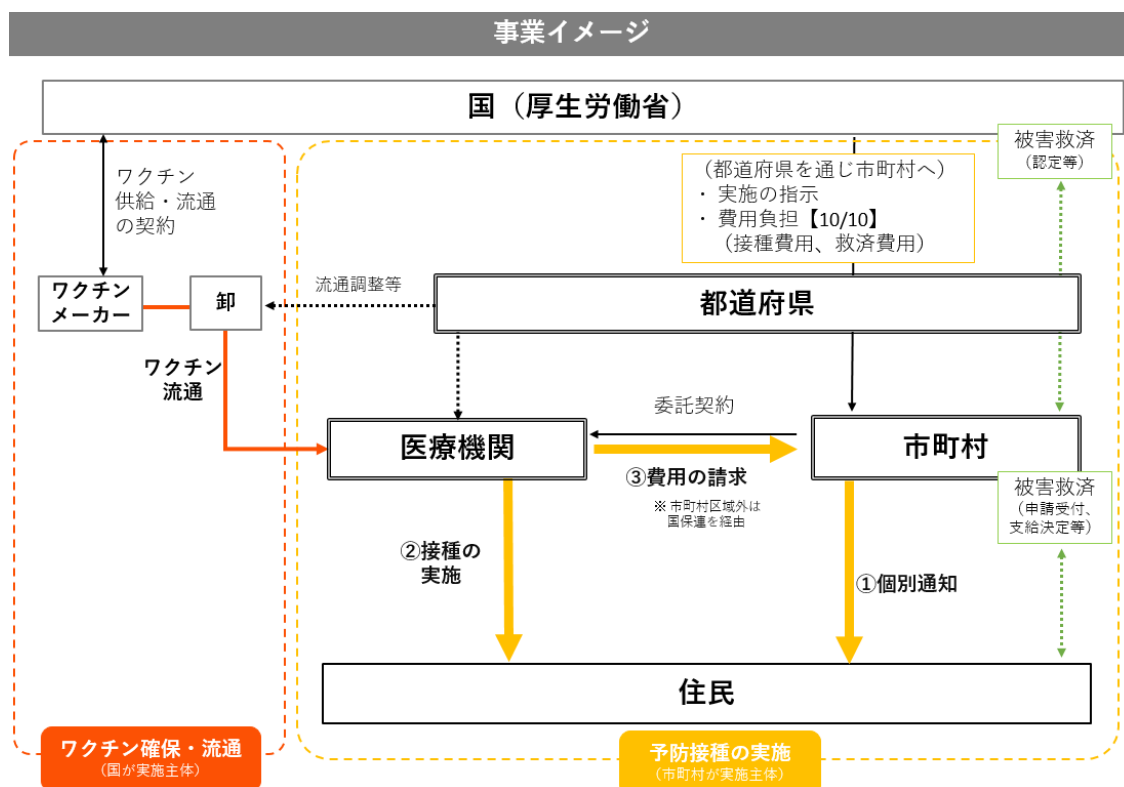 事業イメージ
国（厚生労働省）
被害救済
（認定等）
ワクチン
供給・流通
の契約
（都道府県を通じ市町村へ）
・ 実施の指示
・ 費用負担【10/10】
（接種費用、救済費用）
ワクチン
メーカー
卸
流通調整等
都道府県
ワクチン
流通
委託契約
医療機関
市町村
③費用の請求
※ 市町村区域外は
国保連を経由
被害救済
（申請受付、
支給決定等）
②接種の
実施
①個別通知
住民
ワクチン確保・流通
（国が実施主体）
予防接種の実施
（市町村が実施主体）